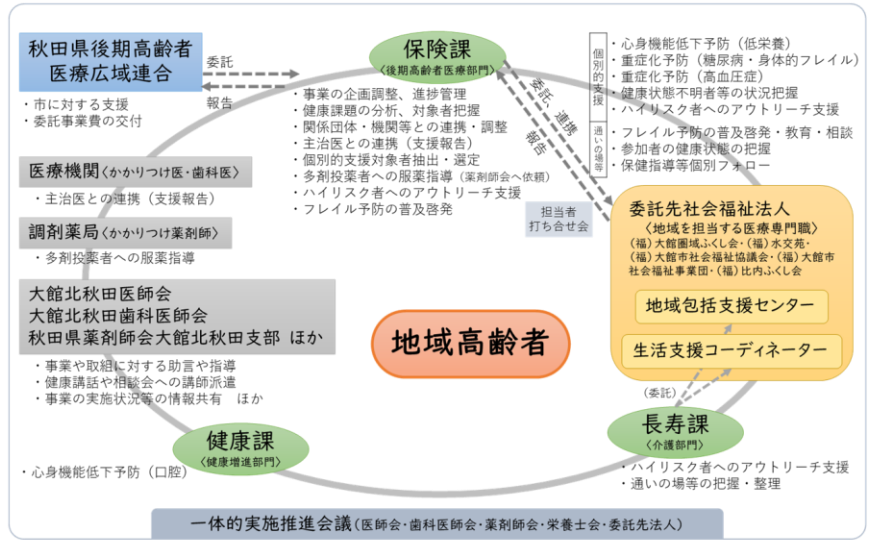 秋田県後期高齢者
医療広域連合
委託
報告
・市に対する支援
・委託事業費の交付
保険課
〈後期高齢者医療部門〉
・事業の企画調整、進捗管理
・健康課題の分析、対象者把握
・関係団体・機関等との連携・調整
・主治医との連携（支援報告）
・個別的支援対象者抽出・選定
・多剤投薬者への服薬指導（薬剤師会へ依頼）
・ハイリスク者へのアウトリーチ支援
・フレイル予防の普及啓発
委託、連携
報告
担当者
打ち合せ会
個別的支援
・心身機能低下予防（低栄養）
・重症化予防（糖尿病・身体的フレイル）
・重症化予防（高血圧症）
・健康状態不明者等の状況把握
・ハイリスク者へのアウトリーチ支援
通いの場等
・フレイル予防の普及啓発・教育・相談
・参加者の健康状態の把握
・保健指導等個別フォロー
医療機関〈かかりつけ医・歯科医〉
・主治医との連携（支援報告）
調剤薬局〈かかりつけ薬剤師〉
・多剤投薬者への服薬指導
大館北秋田医師会
大館北秋田歯科医師会
秋田県薬剤師会大館北秋田支部 ほか
・事業や取組に対する助言や指導
・健康講話や相談会への講師派遣
・事業の実施状況等の情報共有　ほか
地域高齢者
委託先社会福祉法人
〈地域を担当する医療専門職〉
（福）大館圏域ふくし会・（福）水交苑・
（福）大館市社会福祉協議会・（福）大館市
社会福祉事業団・（福）比内ふくし会
地域包括支援センター
生活支援コーディネーター
（委託）
長寿課
〈介護部門〉
・ハイリスク者へのアウトリーチ支援
・通いの場等の把握・整理
健康課
〈健康増進部門〉
・心身機能低下予防（口腔）
一体的実施推進会議（医師会・歯科医師会・薬剤師会・栄養士会・委託先法人）